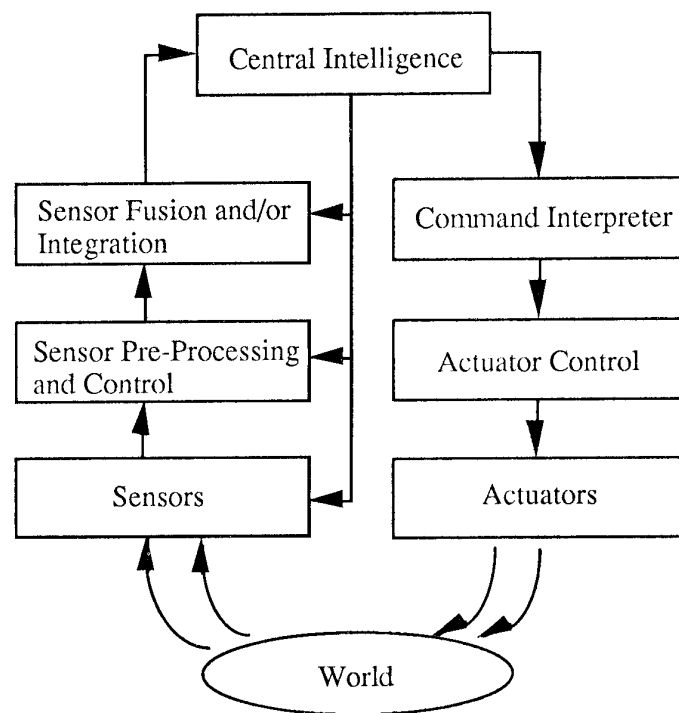 Central Intelligence
Sensor Fusion and/or
Integration
Command Interpreter
Sensor Pre-Processing
and Control
Actuator Control
Sensors
Actuators
World